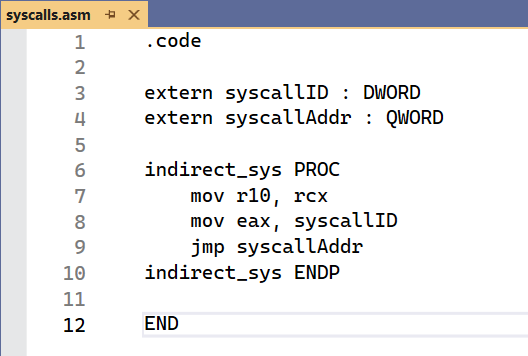 syscalls.asm
1 .code
2
3 extern syscallID : DWORD
4 extern syscallAddr : QWORD
5
6 indirect_sys PROC
7     mov r10, rcx
8     mov eax, syscallID
9     jmp syscallAddr
10 indirect_sys ENDP
11
12 END